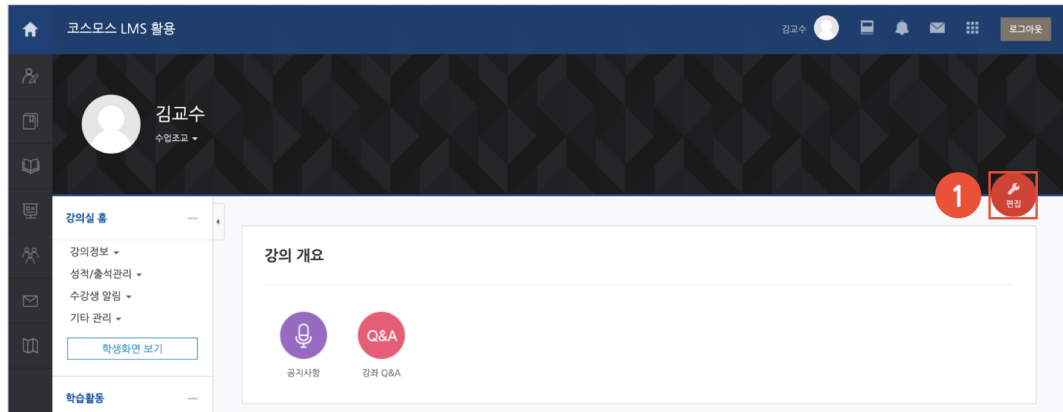 코스모스 LMS 활용
김교수
로그아웃
김교수
수업조교
1
편집
강의실 홈
강의정보
성적/출석관리
수강생 알림
기타 관리
학생화면 보기
학습활동
강의 개요
Q&A
공지사항
강좌 Q&A